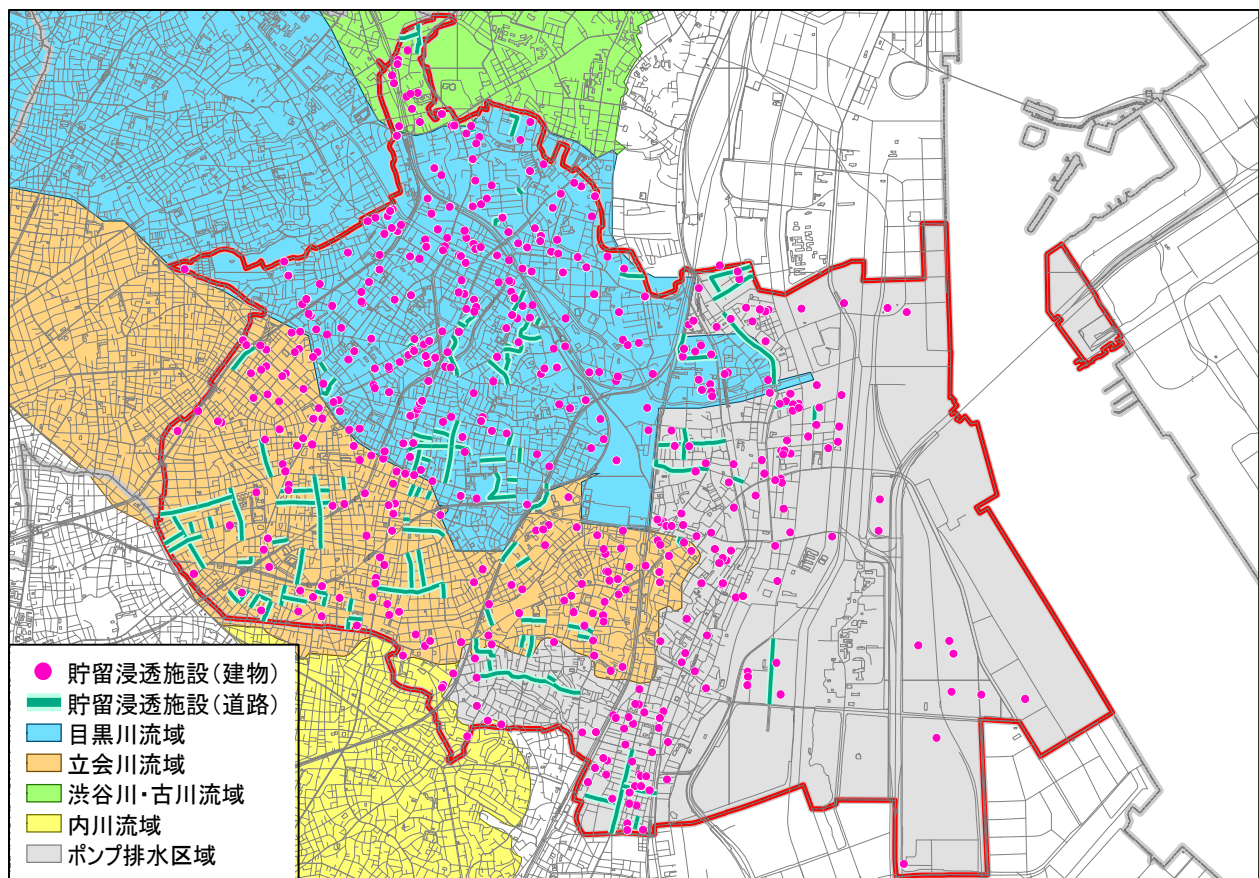 貯留浸透施設(建物)
貯留浸透施設(道路)
目黒川流域
立会川流域
渋谷川・古川流域
内川流域
ポンプ排水区域